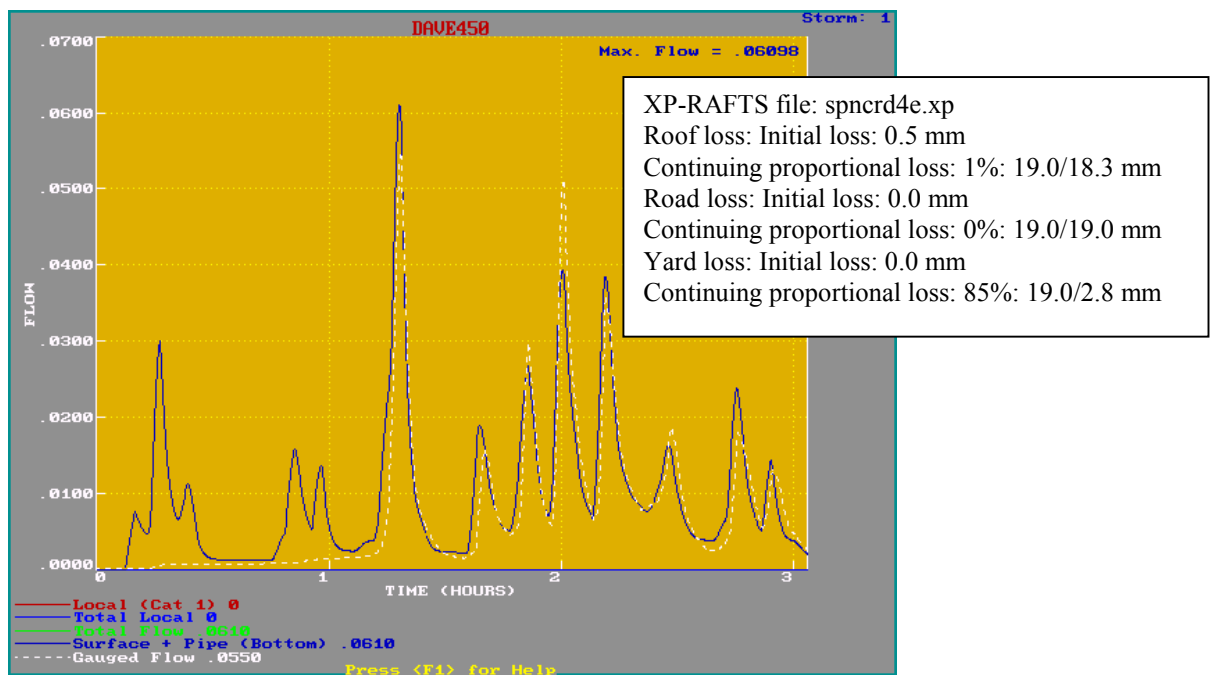 Storm: 1
DAVE450
Max. Flow = .06098
.0700
.0600
.0500
.0400
.0300
.0200
.0100
.0000
FLOW
0 1 2 3
TIME (HOURS)
XP-RAFTS file: spncrd4e.xp
Roof loss: Initial loss: 0.5 mm
Continuing proportional loss: 1%: 19.0/18.3 mm
Road loss: Initial loss: 0.0 mm
Continuing proportional loss: 0%: 19.0/19.0 mm
Yard loss: Initial loss: 0.0 mm
Continuing proportional loss: 85%: 19.0/2.8 mm
Local (Cat 1) 0
Total Local 0
Total Flow .0610
Surface + Pipe (Bottom) .0610
Gauged Flow .0550
Press <F1> for Help